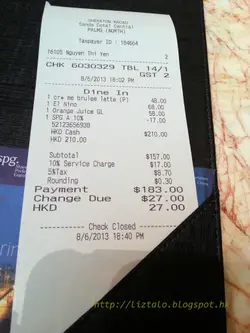 SHERATON MACAO
Sands Cotai Central
PALMS (NORTH)
Taxpayer ID : 184664
16105 Nguyen Thi Yen 2
CHK 6030329 TBL 14/1
GST 2
8/6/2013 18:02 PM
Dine In
1 crm me brulee latte (P) 48.00
1 E7 Nino 68.00
1 Orange Juice GL 58.00
1 SPG A 10% -17.00
52123656938
HKD Cash $210.00
HKD 210.00
Subtotal $157.00
10% Service Charge $17.00
5%Tax $8.70
Rounding $0.30
Payment $183.00
Change Due $27.00
HKD 27.00
Check Closed
8/6/2013 18:40 PM
spg.
http://liztalo.blogspot.hk